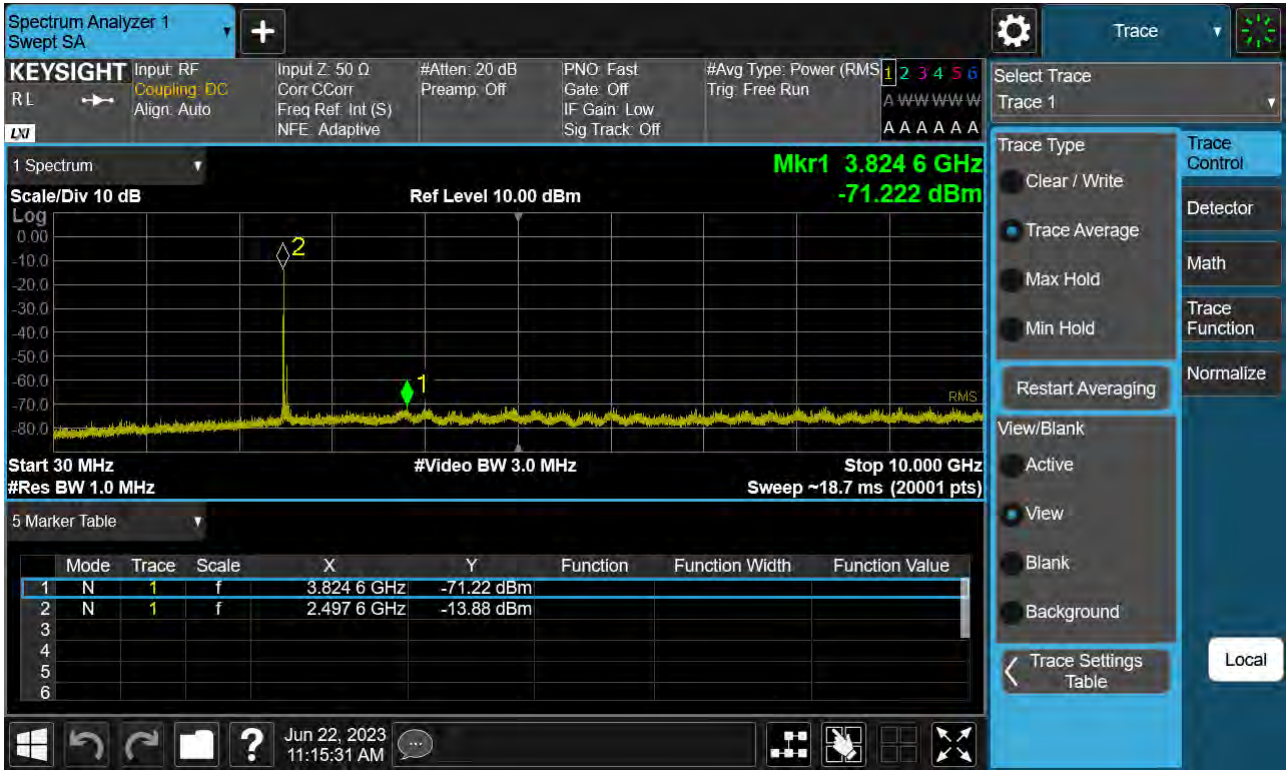 Spectrum Analyzer 1
Swept SA
+
Trace
KEYSIGHT
RL
LXI
Input: RF
Coupling: DC
Align: Auto
Input Z: 50 Ω
Corr CCorr
Freq Ref: Int (S)
NFE: Adaptive
#Atten: 20 dB
Preamp: Off
PNO: Fast
Gate: Off
IF Gain: Low
Sig Track: Off
#Avg Type: Power (RMS
Trig: Free Run
1 2 3 4 5 6
A W W W W W
A A A A A A
1 Spectrum
Mkr1 3.824 6 GHz
-71.222 dBm
Scale/Div 10 dB
Ref Level 10.00 dBm
Log
0.00
-10.0
-20.0
-30.0
-40.0
-50.0
-60.0
-70.0
-80.0
2
1
RMS
Start 30 MHz
#Video BW 3.0 MHz
Stop 10.000 GHz
#Res BW 1.0 MHz
Sweep ~18.7 ms (20001 pts)
5 Marker Table
Mode Trace Scale X Y Function Function Width Function Value
1 N 1 f 3.824 6 GHz -71.22 dBm
2 N 1 f 2.497 6 GHz -13.88 dBm
3
4
5
6
Select Trace
Trace 1
Trace Type
Clear / Write
Trace Average
Max Hold
Min Hold
Restart Averaging
View/Blank
Active
View
Blank
Background
Trace Settings
Table
Trace
Control
Detector
Math
Trace
Function
Normalize
Local
?
Jun 22, 2023
11:15:31 AM